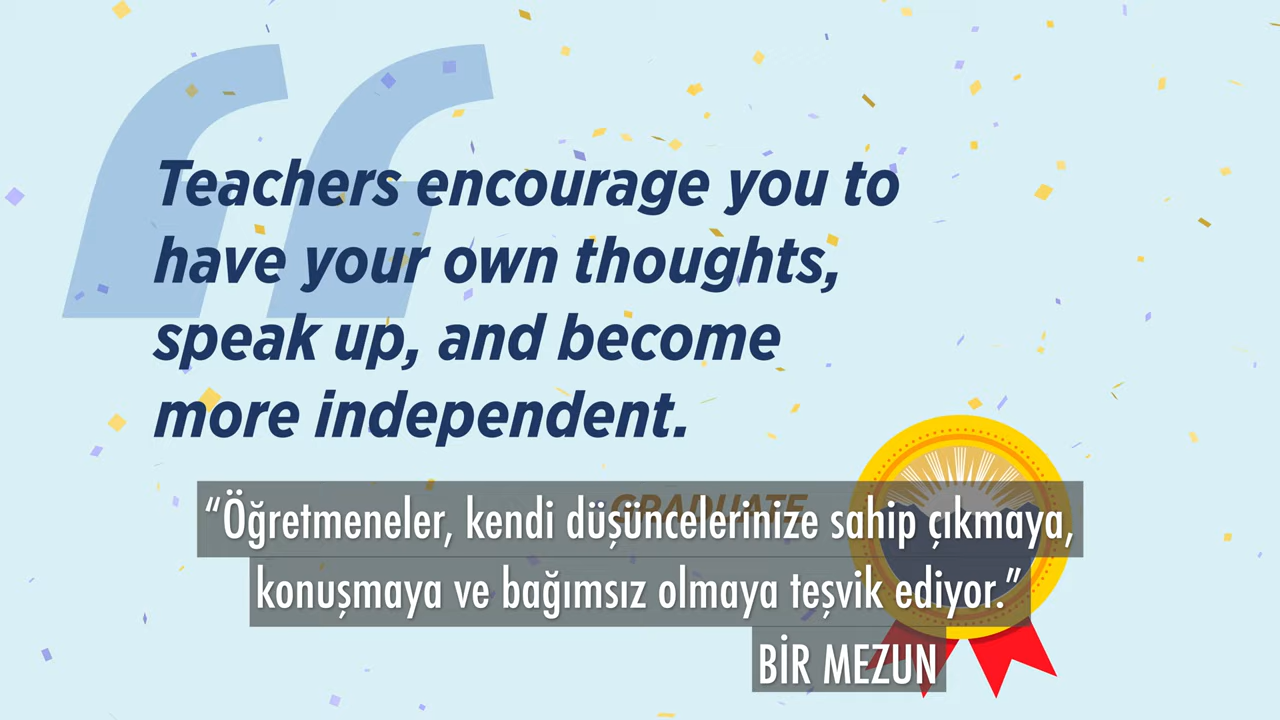 Teachers encourage you to
have your own thoughts,
speak up, and become
more independent.
GRADUATE
“Öğretmeneler, kendi düşüncelerinize sahip çıkmaya,
konuşmaya ve bağımsız olmaya teşvik ediyor.”
BİR MEZUN